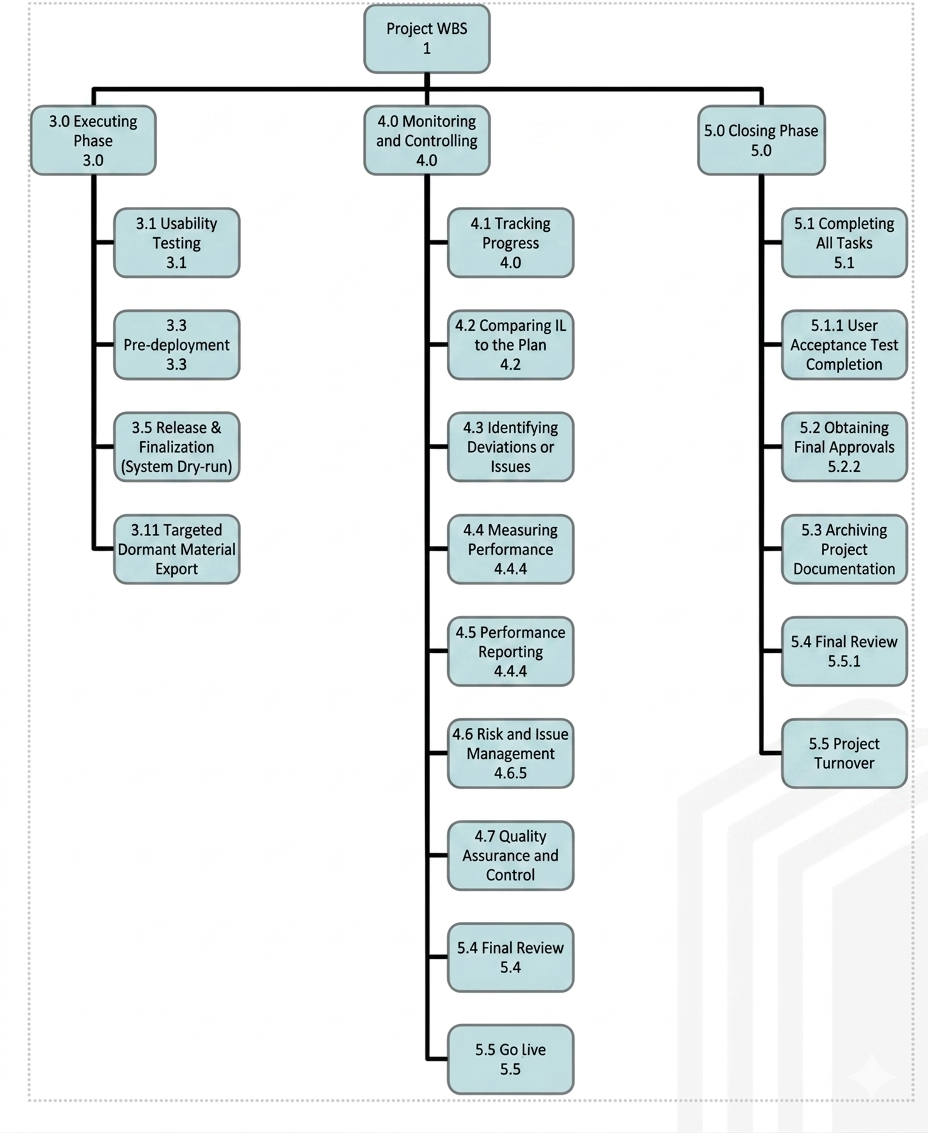 Project WBS
1
3.0 Executing
Phase
3.0
4.0 Monitoring
and Controlling
4.0
5.0 Closing Phase
5.0
3.1 Usability
Testing
3.1
3.3
Pre-deployment
3.3
3.5 Release &
Finalization
(System Dry-run)
3.11 Targeted
Dormant Material
Export
4.1 Tracking
Progress
4.0
4.2 Comparing IL
to the Plan
4.2
4.3 Identifying
Deviations or
Issues
4.4 Measuring
Performance
4.4.4
4.5 Performance
Reporting
4.4.4
4.6 Risk and Issue
Management
4.6.5
4.7 Quality
Assurance and
Control
5.4 Final Review
5.4
5.5 Go Live
5.5
5.1 Completing
All Tasks
5.1
5.1.1 User
Acceptance Test
Completion
5.2 Obtaining
Final Approvals
5.2.2
5.3 Archiving
Project
Documentation
5.4 Final Review
5.5.1
5.5 Project
Turnover